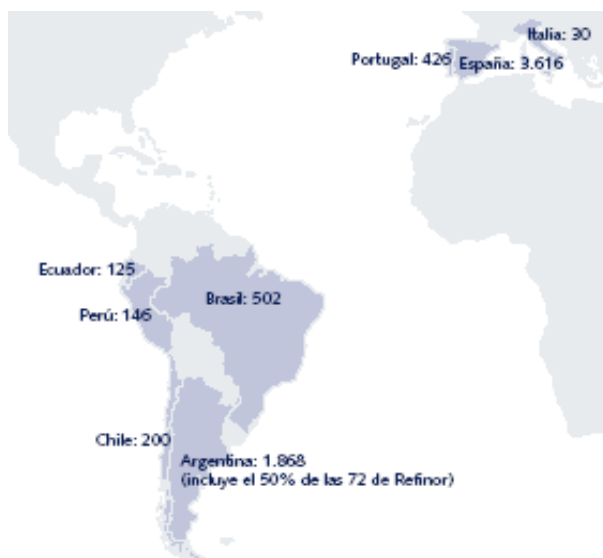 Italia: 30
Portugal: 426 España: 3.616
Ecuador: 125
Brasil: 502
Perú: 146
Chile: 200
Argentina: 1.868
(incluye el 50% de las 72 de Refinor)